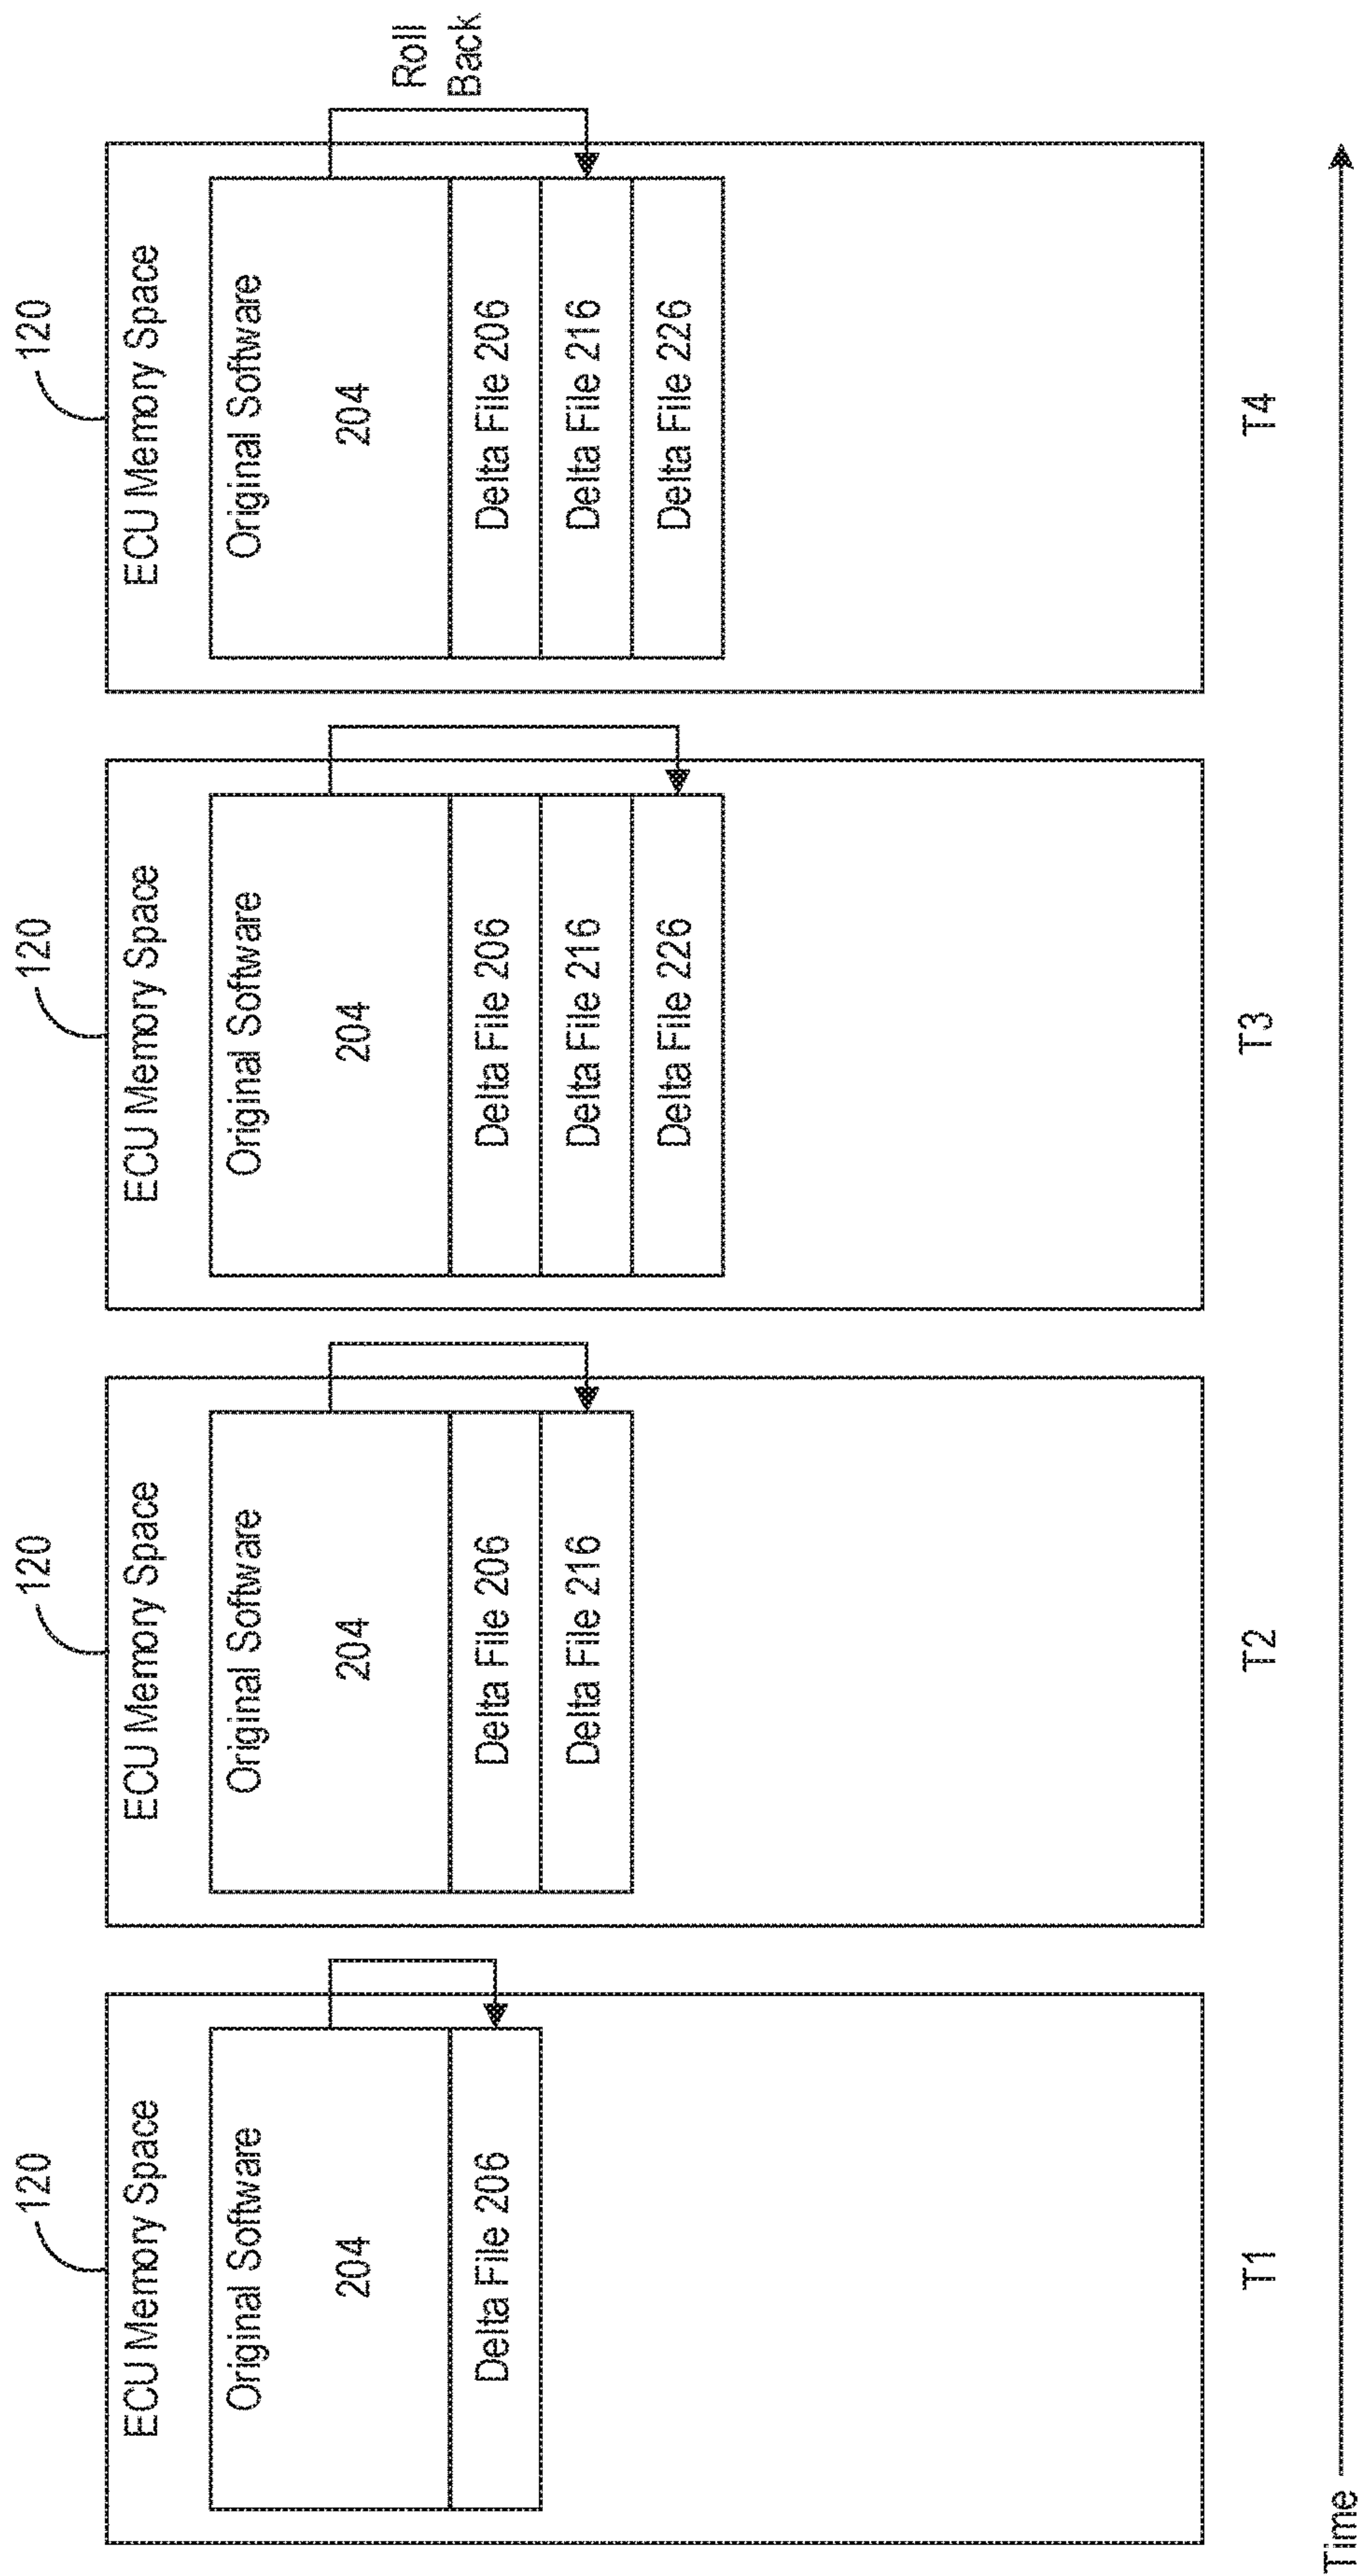 120
ECU Memory Space
Original Software
204
Delta File 206
T1
120
ECU Memory Space
Original Software
204
Delta File 206
Delta File 216
T2
120
ECU Memory Space
Original Software
204
Delta File 206
Delta File 216
Delta File 226
T3
120
ECU Memory Space
Original Software
204
Delta File 206
Delta File 216
Delta File 226
T4
Roll
Back
Time